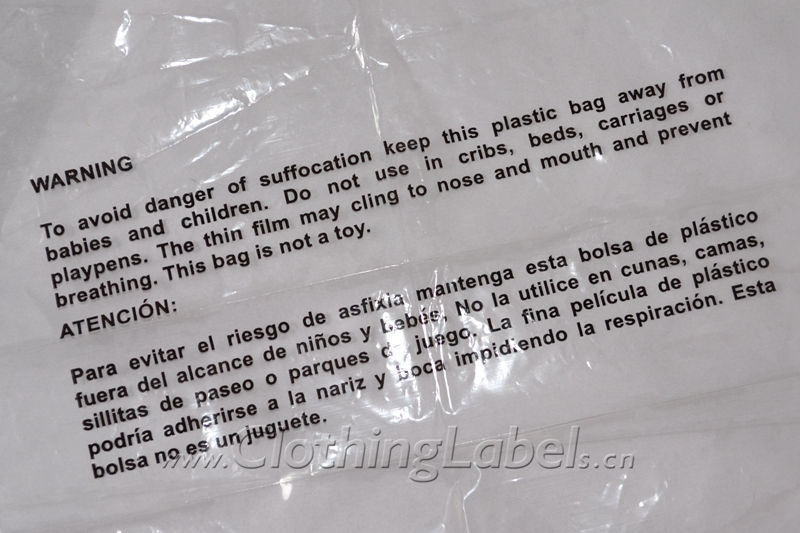 WARNING
To avoid danger of suffocation keep this plastic bag away from
babies and children. Do not use in cribs, beds, carriages or
playpens. The thin film may cling to nose and mouth and prevent
breathing. This bag is not a toy.
ATENCIÓN:
Para evitar el riesgo de asfixia mantenga esta bolsa de plástico
fuera del alcance de niños y bebés. No la utilice en cunas, camas,
sillitas de paseo o parques de juego. La fina película de plástico
podría adherirse a la nariz y boca impidiendo la respiración. Esta
bolsa no es un juguete.
www.ClothingLabels.cn